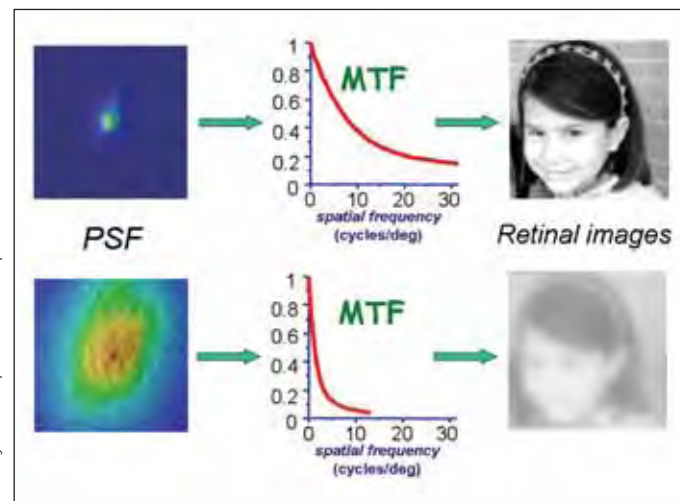 1
0.8
0.6
0.4
0.2
0
MTF
0 10 20 30
spatial frequency
(cycles/deg)
PSF
Retinal images
1
0.8
0.6
0.4
0.2
0
MTF
0 10 20 30
spatial frequency
(cycles/deg)